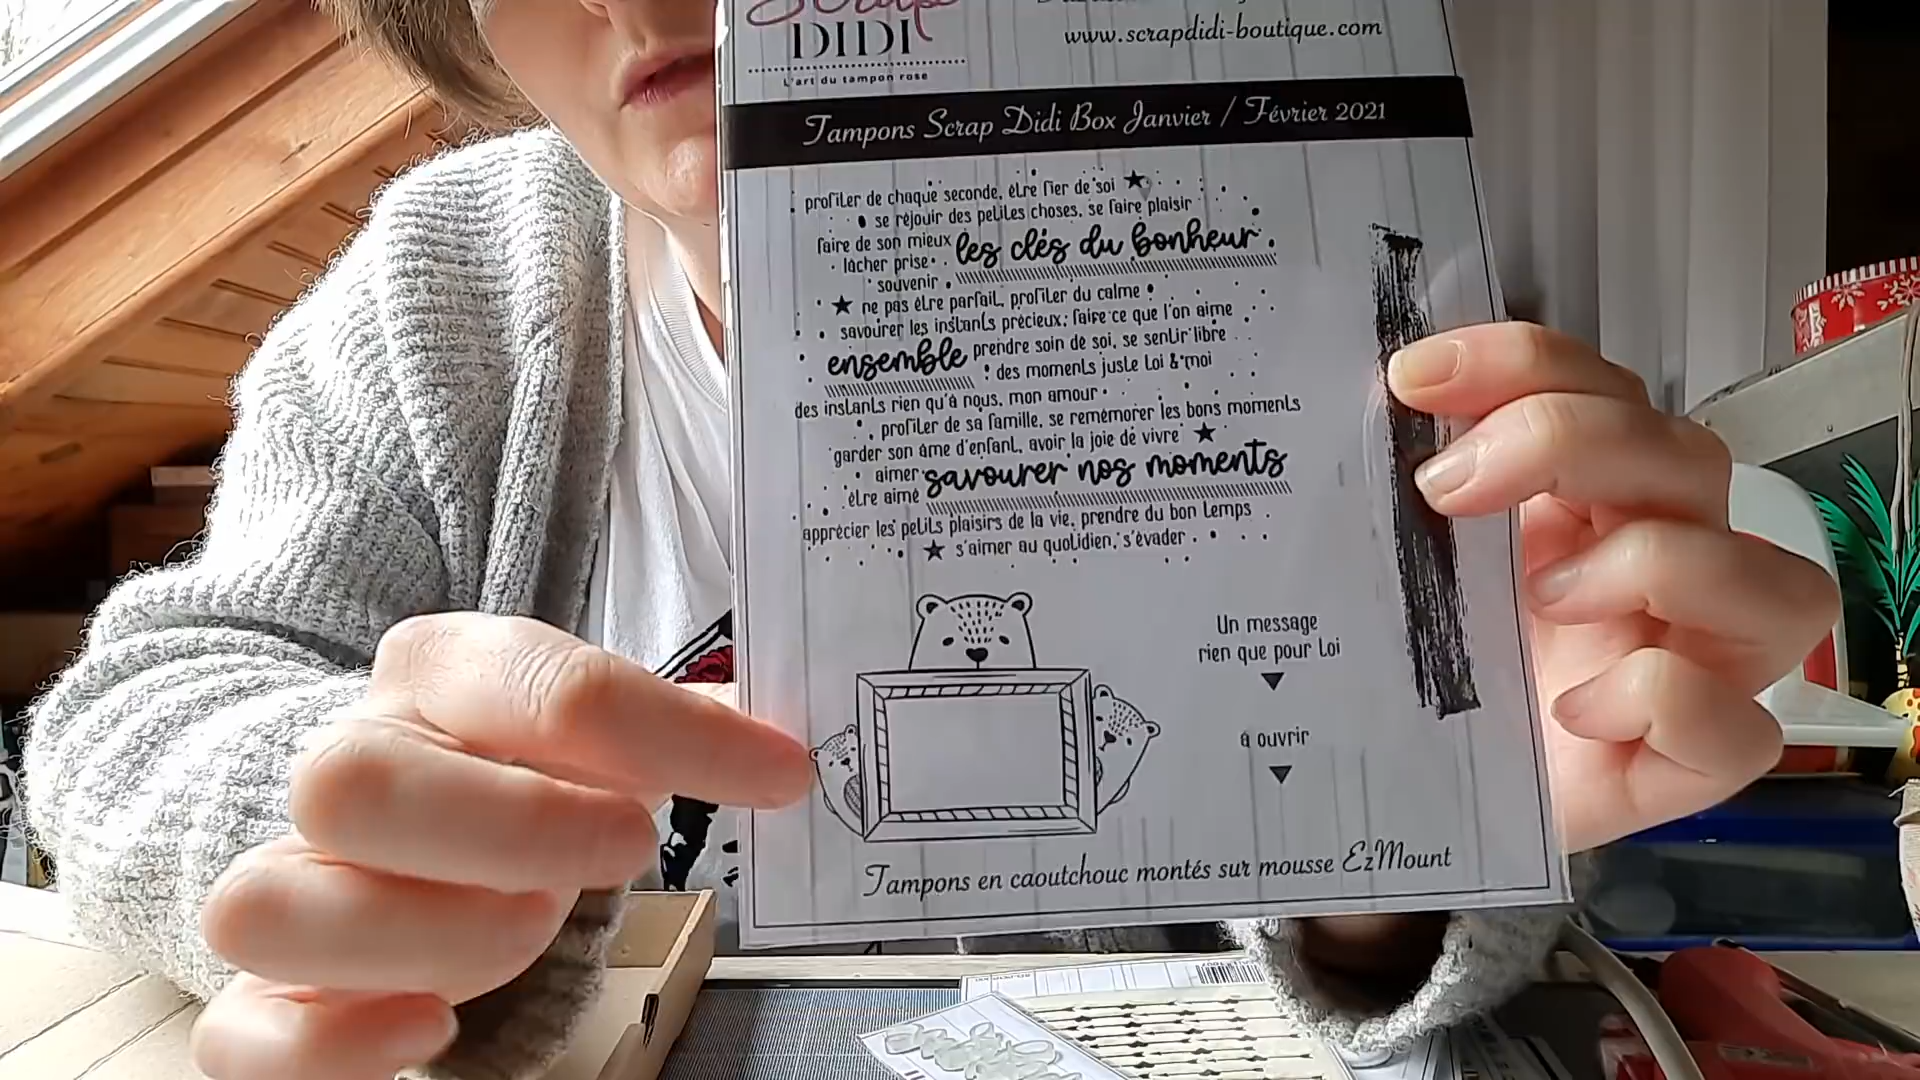 Scrap
DIDI
L'art du tampon rose
www.scrapdidi-boutique.com
Tampons Scrap Didi Box Janvier / Février 2021
profiter de chaque seconde, être fier de soi
se réjouir des petites choses, se faire plaisir
faire de son mieux les clés du bonheur
lâcher prise
souvenir
ne pas être parfait, profiter du calme
savourer les instants précieux, faire ce que l'on aime
ensemble prendre soin de soi, se sentir libre
des moments juste toi & moi
des instants rien qu'à nous, mon amour
profiter de sa famille, se remémorer les bons moments
garder son âme d'enfant, avoir la joie de vivre
aimer savourer nos moments
être aimé
apprécier les petits plaisirs de la vie, prendre du bon temps
s'aimer au quotidien, s'évader
Un message
rien que pour toi
à ouvrir
Tampons en caoutchouc montés sur mousse EzMount